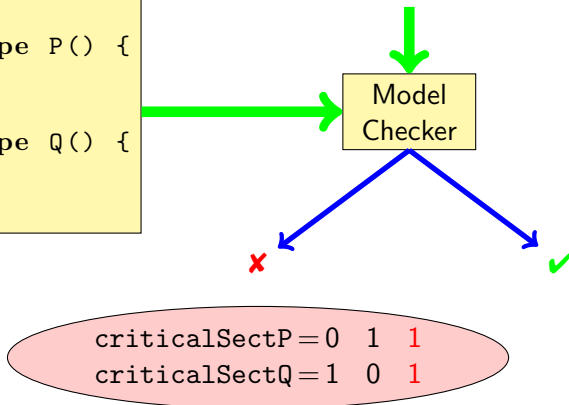 pe P() {
Model
Checker
pe Q() {
✘ ✔
criticalSectP=0 1 1
criticalSectQ=1 0 1